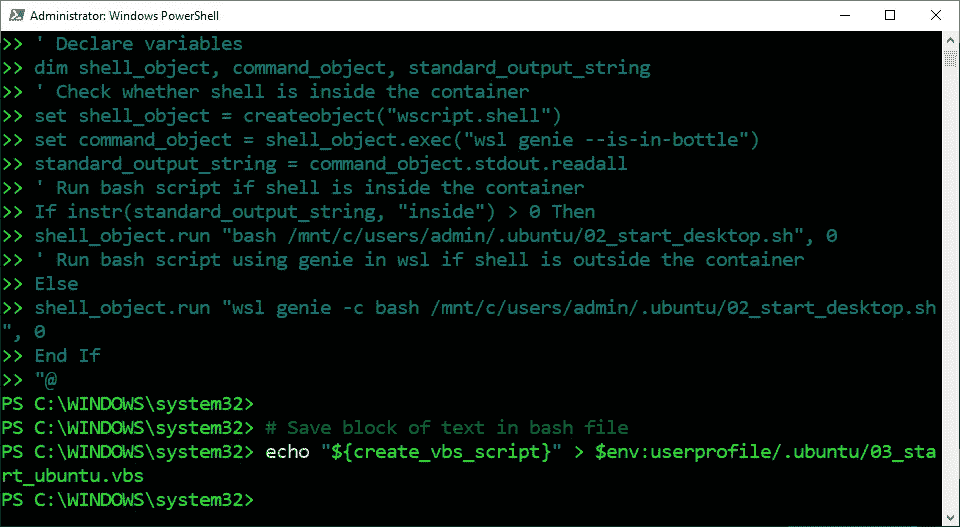 Administrator: Windows PowerShell
>> ' Declare variables
>> dim shell_object, command_object, standard_output_string
>> ' Check whether shell is inside the container
>> set shell_object = createobject("wscript.shell")
>> set command_object = shell_object.exec("wsl genie --is-in-bottle")
>> standard_output_string = command_object.stdout.readall
>> ' Run bash script if shell is inside the container
>> If instr(standard_output_string, "inside") > 0 Then
>> shell_object.run "bash /mnt/c/users/admin/.ubuntu/02_start_desktop.sh", 0
>> ' Run bash script using genie in wsl if shell is outside the container
>> Else
>> shell_object.run "wsl genie -c bash /mnt/c/users/admin/.ubuntu/02_start_desktop.sh
", 0
>> End If
>> "@
PS C:\WINDOWS\system32>
PS C:\WINDOWS\system32> # Save block of text in bash file
PS C:\WINDOWS\system32> echo "${create_vbs_script}" > $env:userprofile/.ubuntu/03_sta
rt_ubuntu.vbs
PS C:\WINDOWS\system32>